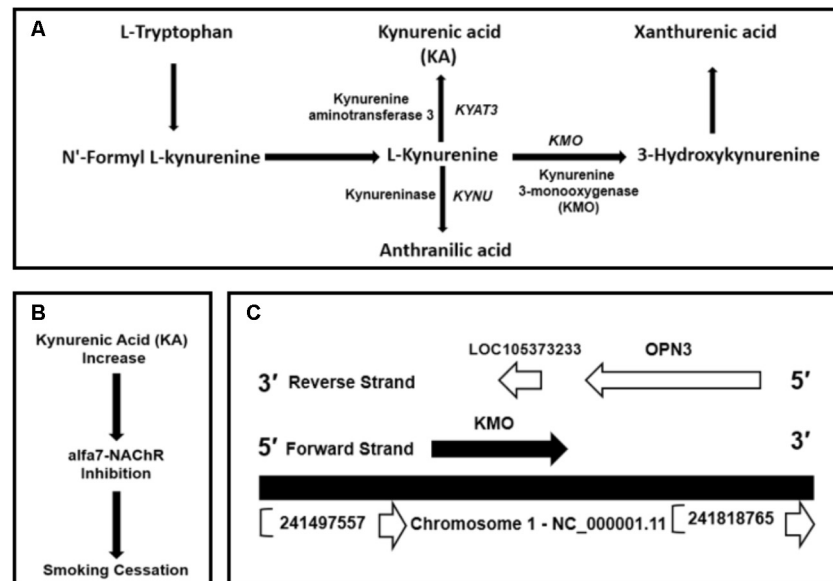 A
L-Tryptophan
Kynurenic acid
(KA)
Xanthurenic acid
Kynurenine
aminotransferase 3
KYAT3
N'-Formyl L-kynurenine
L-Kynurenine
KMO
3-Hydroxykynurenine
Kynureninase
KYNU
Kynurenine
3-monooxygenase
(KMO)
Anthranilic acid
B
Kynurenic Acid (KA)
Increase
alfa7-NAChR
Inhibition
Smoking Cessation
C
LOC105373233
OPN3
3′ Reverse Strand
5′
KMO
5′ Forward Strand
3′
241497557
Chromosome 1 - NC_000001.11
241818765